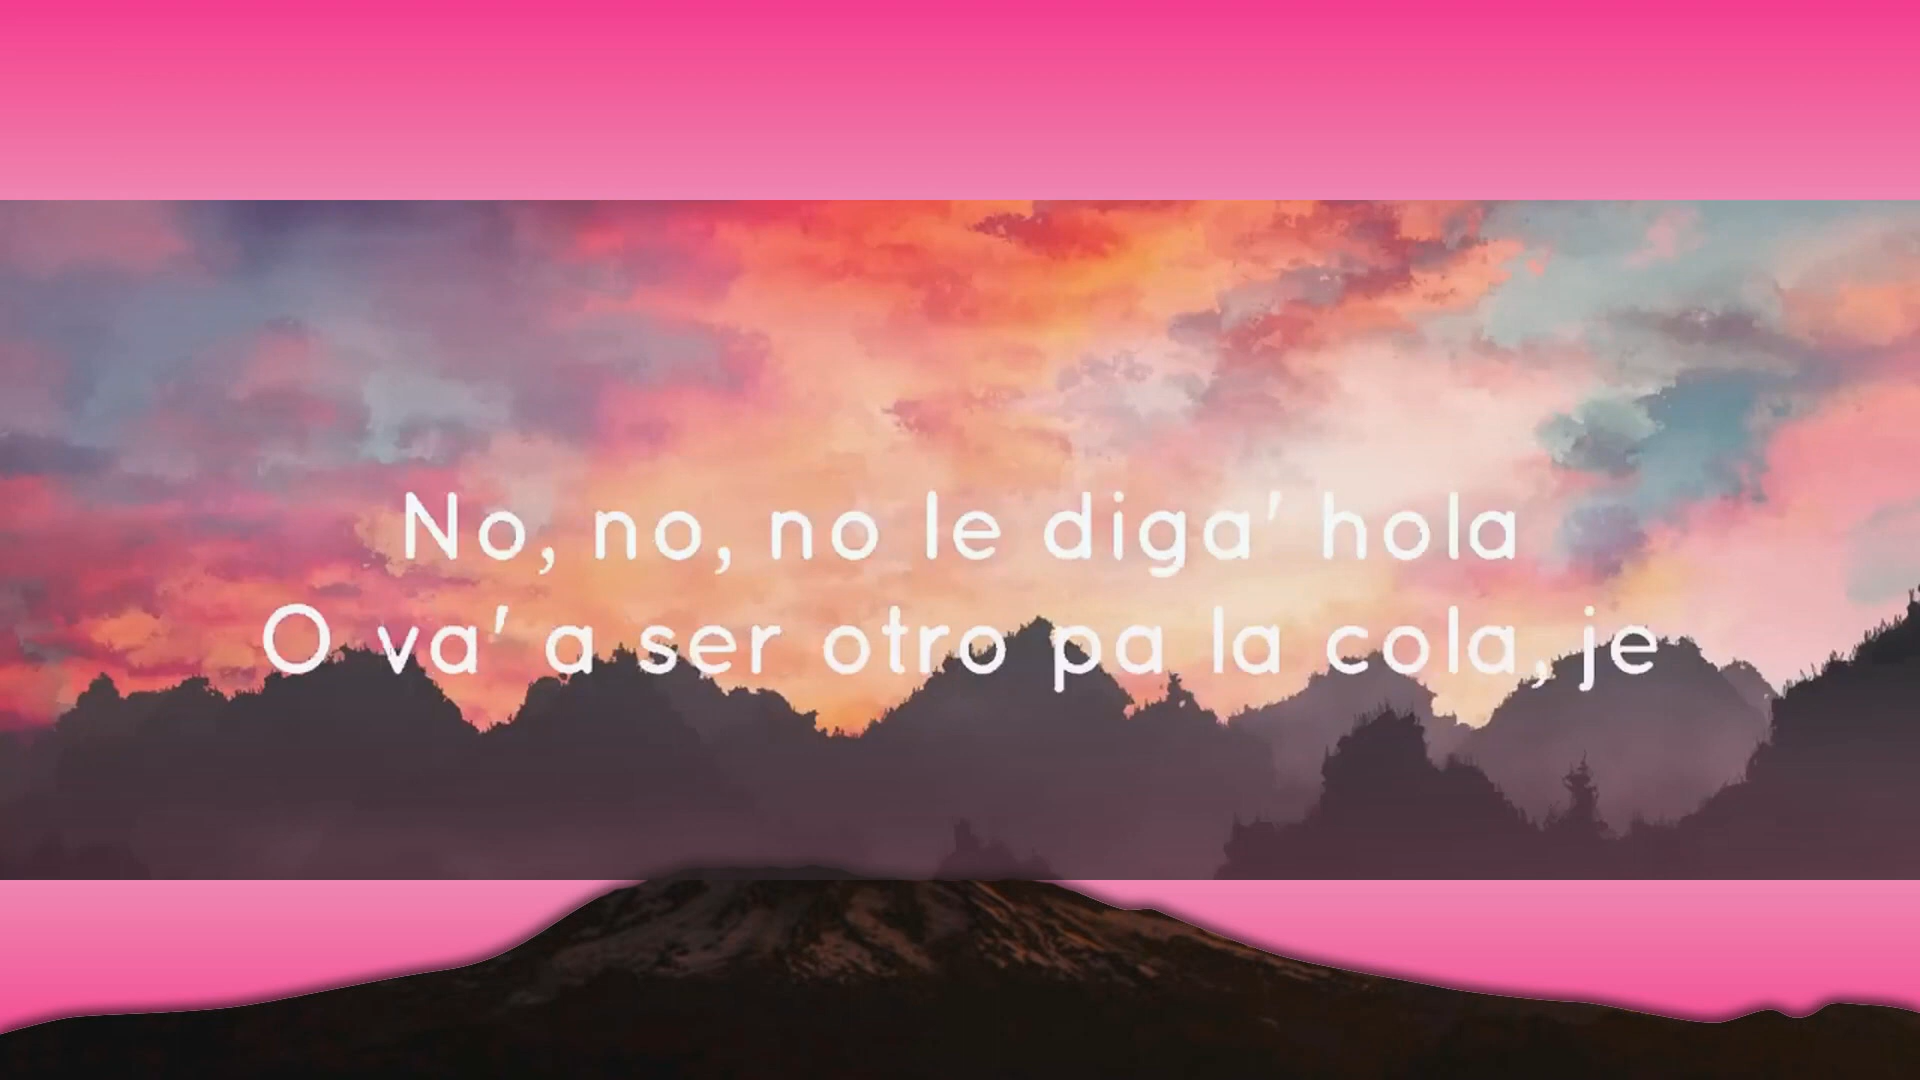 No, no, no le diga' hola
O va' a ser otro pa la cola, je